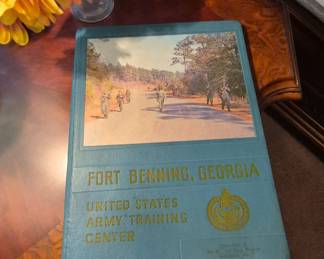 FORT BENNING, GEORGIA
UNITED STATES
ARMY TRAINING
CENTER